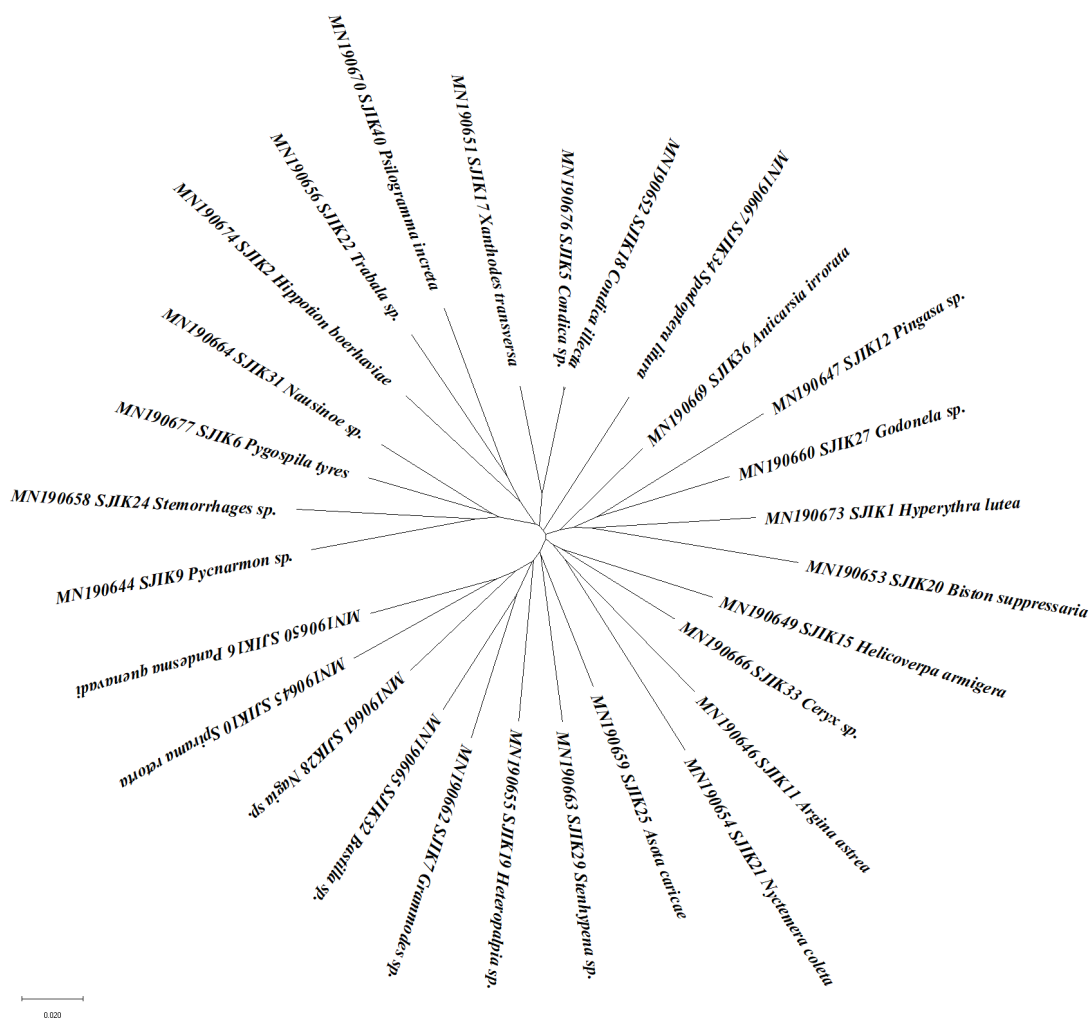 MN190670 SJIK40 Psilogramma increta
MN190651 SJIK17 Xanthodes transversa
MN190676 SJIK5 Condica sp.
MN190652 SJIK18 Condica illecta
MN190667 SJIK34 Spodoptera litura
MN190669 SJIK36 Anticarsia irrorata
MN190647 SJIK12 Pingasa sp.
MN190660 SJIK27 Godonela sp.
MN190673 SJIK1 Hyperythra lutea
MN190653 SJIK20 Biston suppressaria
MN190649 SJIK15 Helicoverpa armigera
MN190666 SJIK33 Ceryx sp.
MN190646 SJIK11 Argina astrea
MN190654 SJIK21 Nyctemera coleta
MN190659 SJIK25 Asota caricae
MN190663 SJIK29 Stenhypena sp.
MN190655 SJIK19 Heteropalpia sp.
MN190662 SJIK7 Grammodes sp.
MN190665 SJIK32 Bastilla sp.
MN190661 SJIK28 Nagia sp.
MN190645 SJIK10 Spirama retorta
MN190650 SJIK16 Pandesma quenavadi
MN190644 SJIK9 Pycnarmon sp.
MN190658 SJIK24 Stemorrhages sp.
MN190677 SJIK6 Pygospila tyres
MN190664 SJIK31 Nausinoe sp.
MN190674 SJIK2 Hippotion boerhaviae
MN190656 SJIK22 Trabala sp.
0.020